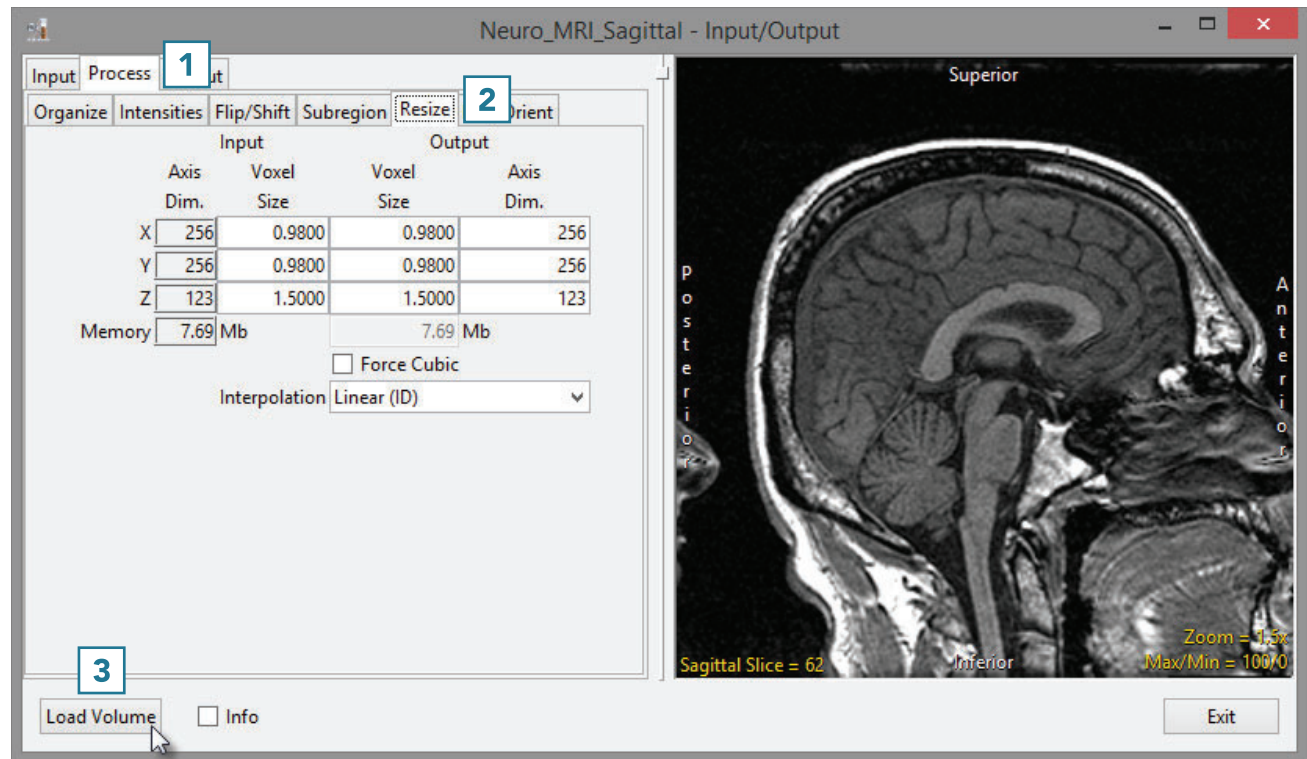 Neuro_MRI_Sagittal - Input/Output
Input Process 1 ut
Organize Intensities Flip/Shift Subregion Resize 2 Orient
Input Output
Axis Voxel Voxel Axis
Dim. Size Size Dim.
X 256 0.9800 0.9800 256
Y 256 0.9800 0.9800 256
Z 123 1.5000 1.5000 123
Memory 7.69 Mb 7.69 Mb
Force Cubic
Interpolation Linear (ID)
3
Load Volume Info
Superior
Posterior
Anterior
Sagittal Slice = 62
Inferior
Zoom = 1.5x
Max/Min = 100/0
Exit